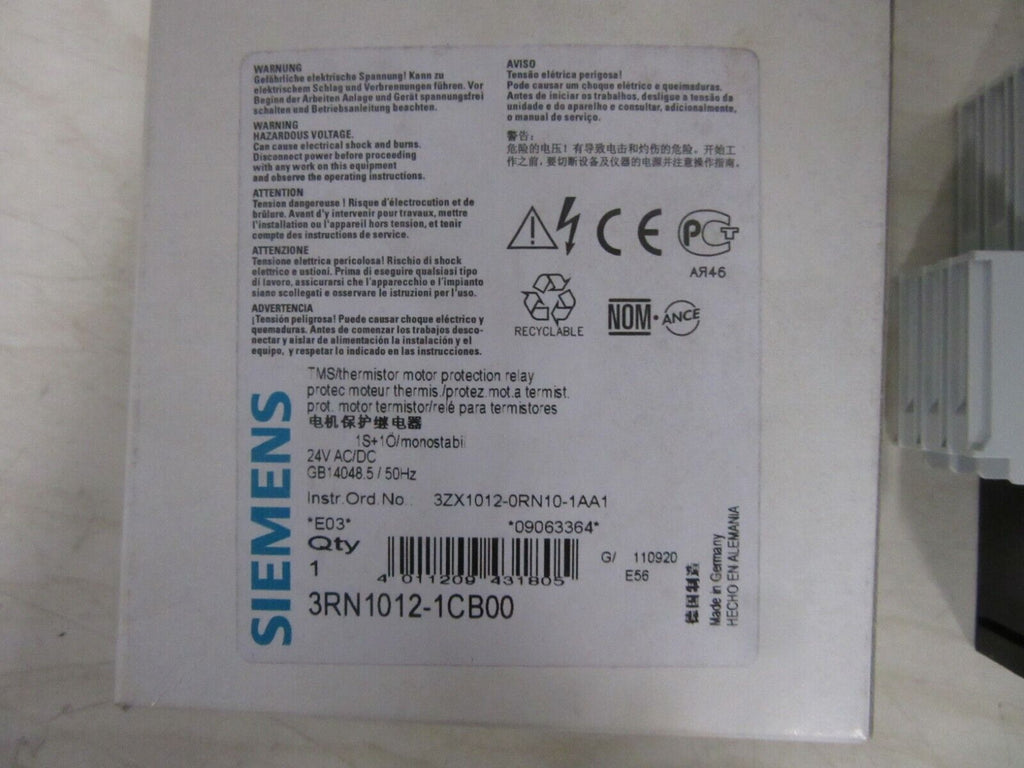 WARNUNG
Gefährliche elektrische Spannung! Kann zu
elektrischem Schlag und Verbrennungen führen. Vor
Beginn der Arbeiten Anlage und Gerät spannungsfrei
schalten und Betriebsanleitung beachten.
WARNING
HAZARDOUS VOLTAGE.
Can cause electrical shock and burns.
Disconnect power before proceeding
with any work on this equipment
and observe the operating instructions.
ATTENTION
Tension dangereuse ! Risque d'électrocution et de
brûlure. Avant d'y intervenir pour travaux, mettre
l'installation ou l'appareil hors tension, et tenir
compte des instructions de service.
ATTENZIONE
Tensione elettrica pericolosa! Rischio di shock
elettrico e ustioni. Prima di eseguire qualsiasi tipo
di lavoro, assicurarsi che l'apparecchio e l'impianto
siano scollegati e osservare le istruzioni per l'uso.
ADVERTENCIA
¡Tensión peligrosa! Puede causar choque eléctrico y
quemaduras. Antes de comenzar los trabajos desco-
nectar y aislar de alimentación la instalación y el
equipo, y respetar lo indicado en las instrucciones.
AVISO
Tensão elétrica perigosa!
Pode causar um choque elétrico e queimaduras.
Antes de iniciar os trabalhos, desligue a tensão da
unidade e do aparelho e consultar, adicionalmente,
o manual de serviço.
警告:
危险的电压!有导致电击和灼伤的危险。开始工
作之前,要切断设备及仪器的电源并注意操作指南。
CE
PCT
АЯ46
RECYCLABLE
NOM·ANCE
SIEMENS
TMS/thermistor motor protection relay
protec moteur thermis./protez.mot.a termist.
prot. motor termistor/relé para termistores
电机保护继电器
1S+1Ö/monostabil
24V AC/DC
GB14048.5 / 50Hz
Instr.Ord.No.: 3ZX1012-0RN10-1AA1
*E03* *09063364*
Qty
1
4 011209 431805
G/ 110920
E56
3RN1012-1CB00
德国制造
Made in Germany
HECHO EN ALEMANIA